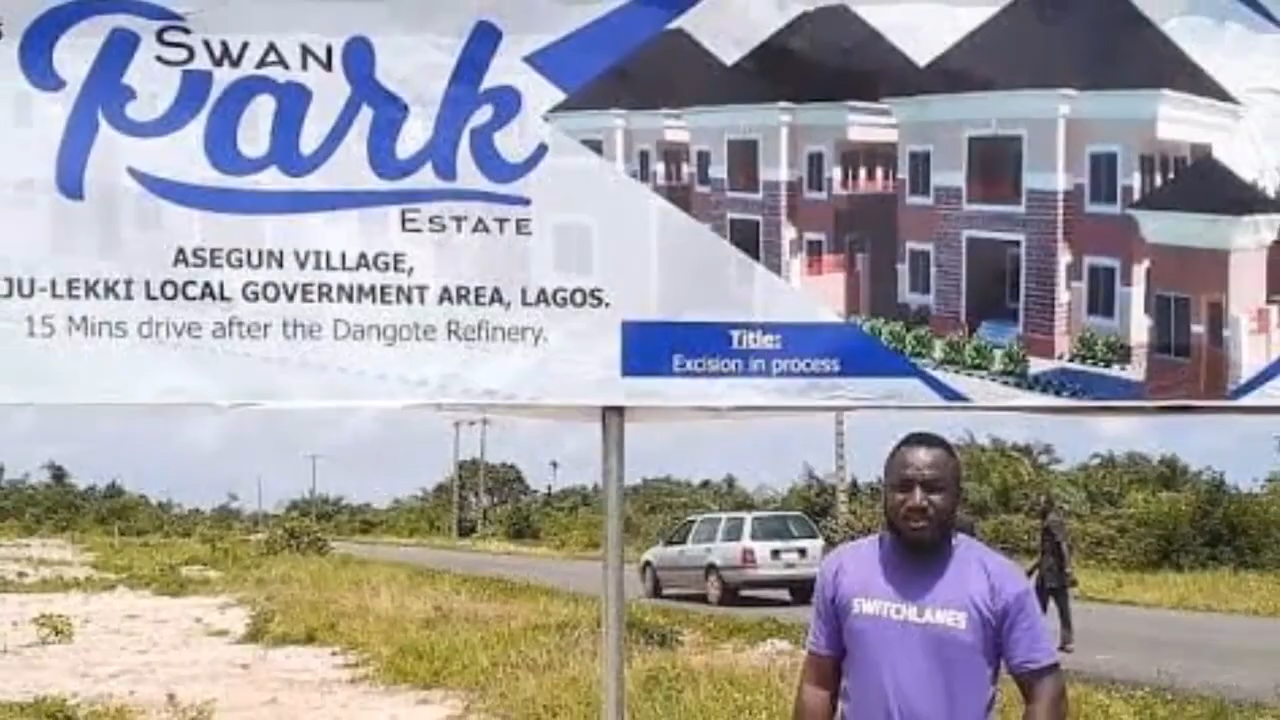 SWAN
Park
ESTATE
ASEGUN VILLAGE,
JU-LEKKI LOCAL GOVERNMENT AREA, LAGOS.
15 Mins drive after the Dangote Refinery.
Title:
Excision in process
SWITCHLANES